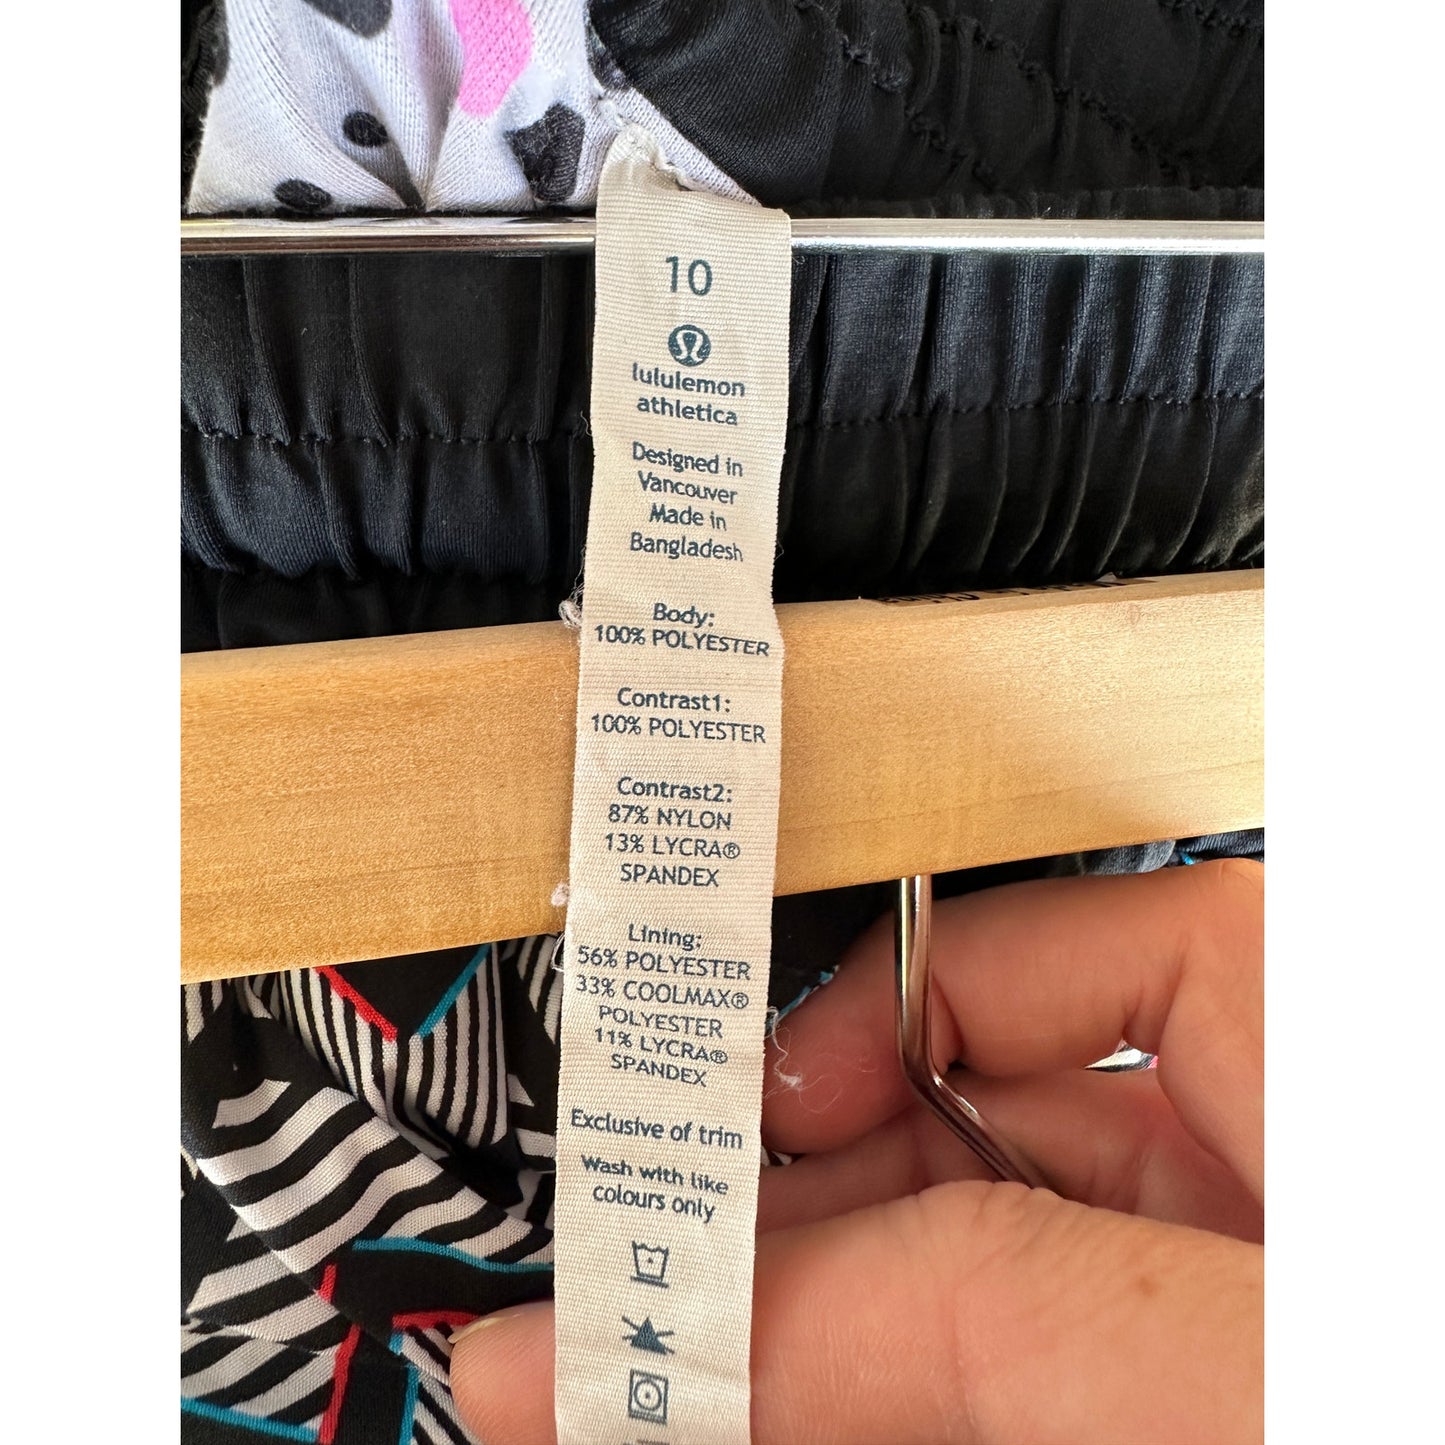 10
lululemon
athletica
Designed in
Vancouver
Made in
Bangladesh
Body:
100% POLYESTER
Contrast1:
100% POLYESTER
Contrast2:
87% NYLON
13% LYCRA®
SPANDEX
Lining:
56% POLYESTER
33% COOLMAX®
POLYESTER
11% LYCRA®
SPANDEX
Exclusive of trim
Wash with like
colours only